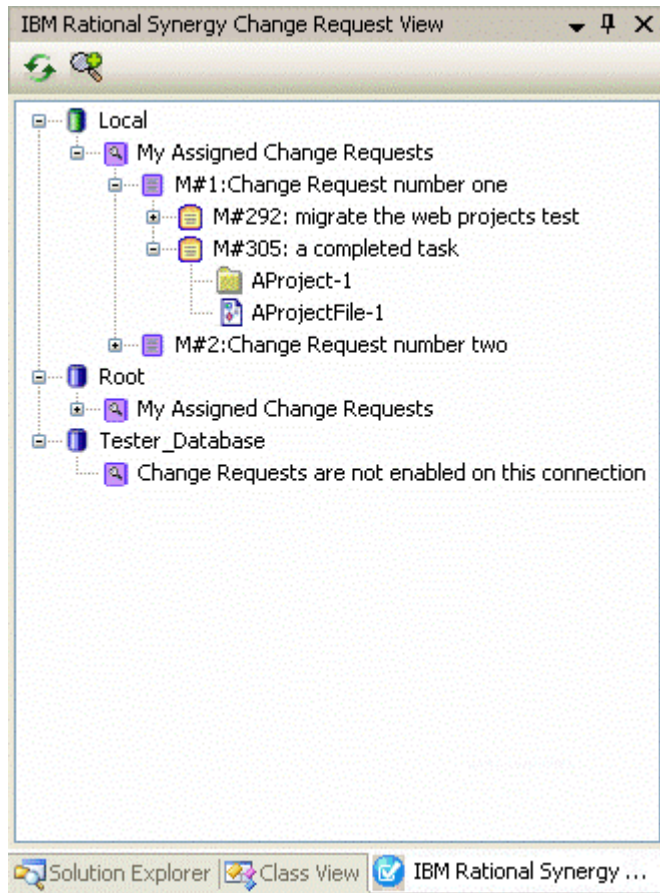 IBM Rational Synergy Change Request View
Local
My Assigned Change Requests
M#1:Change Request number one
M#292: migrate the web projects test
M#305: a completed task
AProject-1
AProjectFile-1
M#2:Change Request number two
Root
My Assigned Change Requests
Tester_Database
Change Requests are not enabled on this connection
Solution Explorer Class View IBM Rational Synergy ...